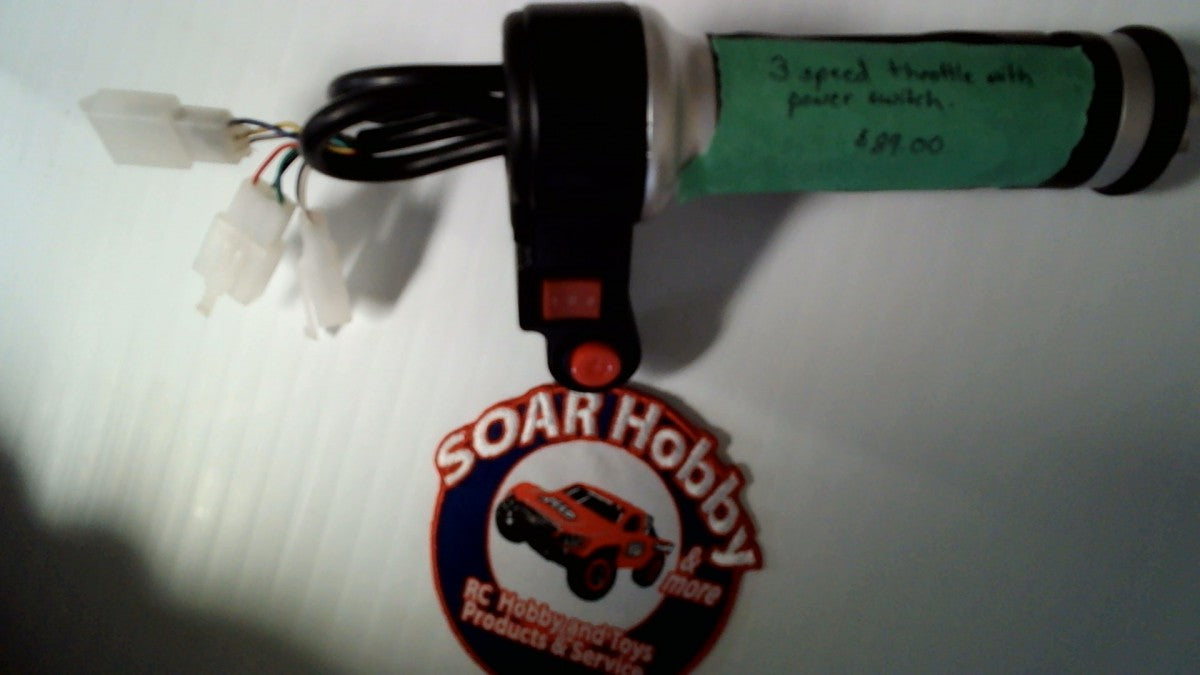 3 speed throttle with
power switch.
$89.00
SOAR Hobby
& more
RC Hobby and Toys
Products & Service